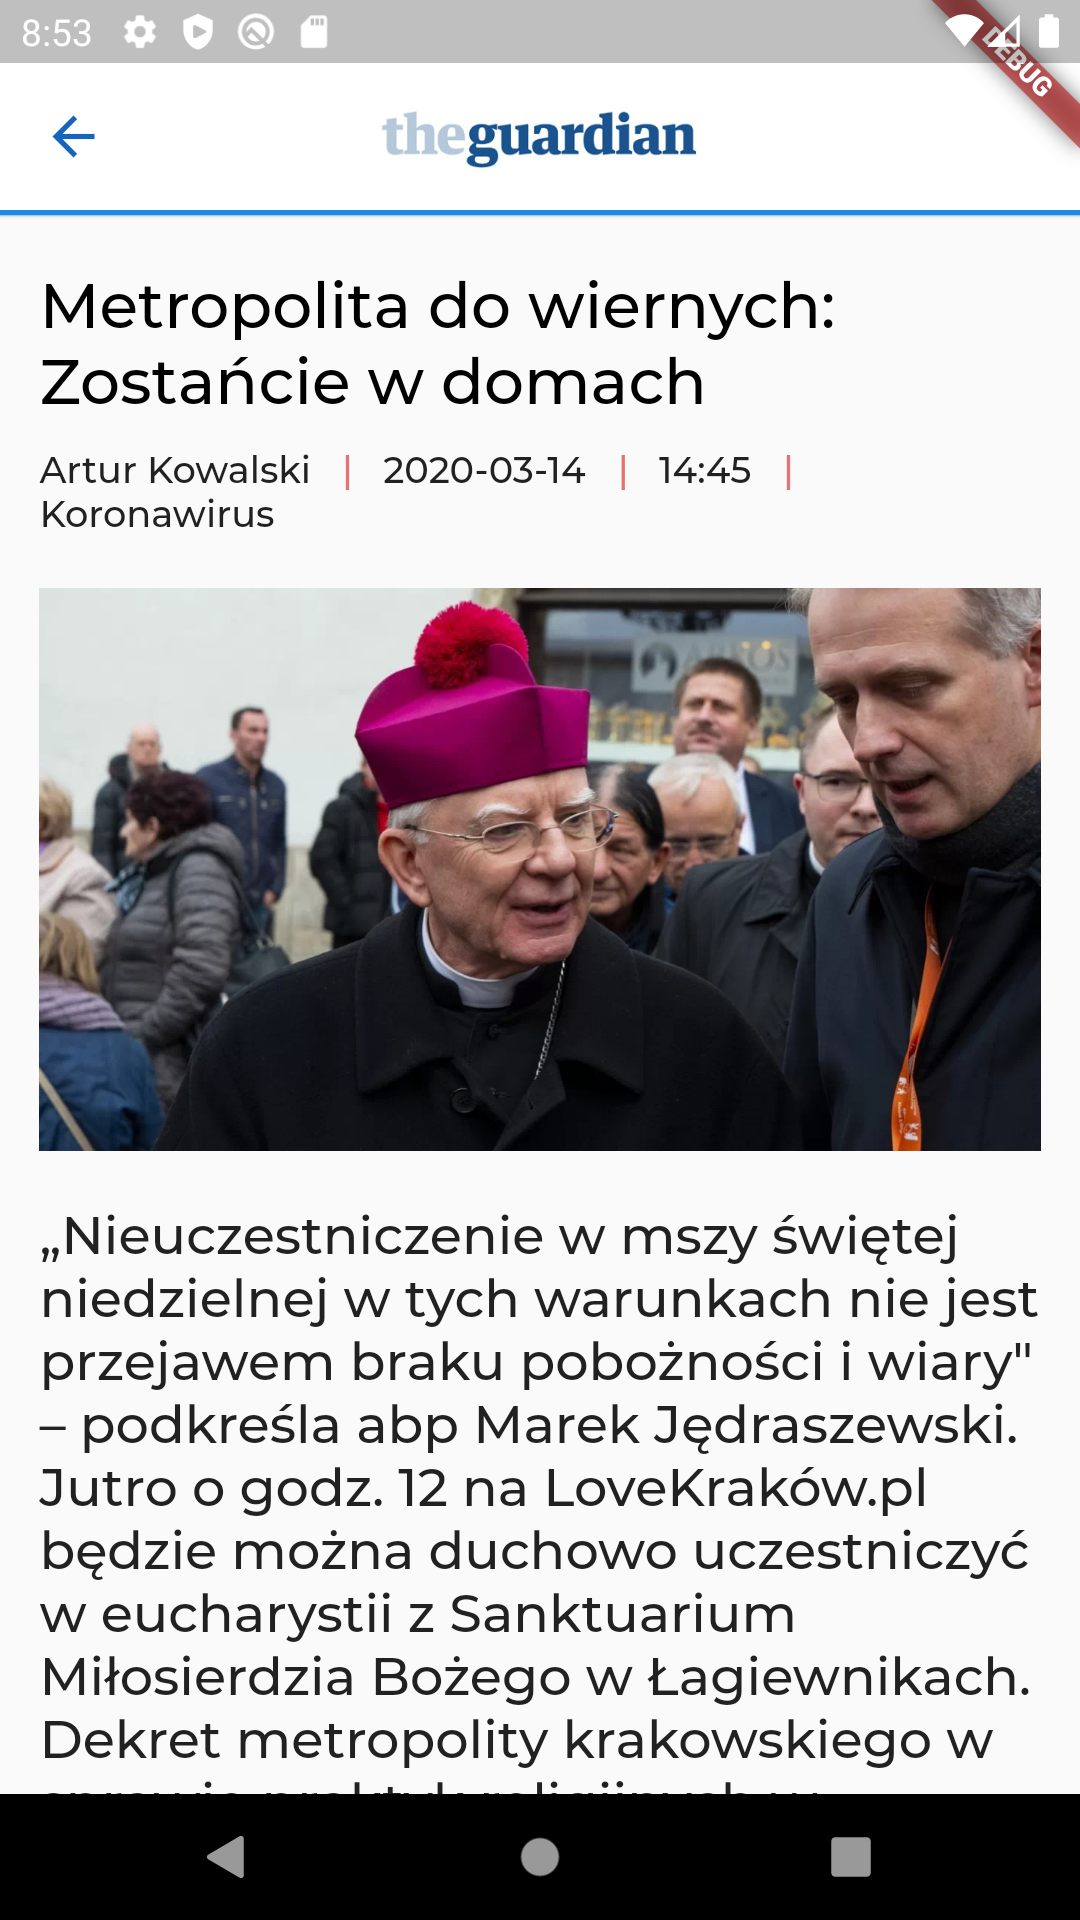 8:53
DEBUG
theguardian
Metropolita do wiernych:
Zostańcie w domach
Artur Kowalski | 2020-03-14 | 14:45 |
Koronawirus
„Nieuczestniczenie w mszy świętej
niedzielnej w tych warunkach nie jest
przejawem braku pobożności i wiary"
– podkreśla abp Marek Jędraszewski.
Jutro o godz. 12 na LoveKraków.pl
będzie można duchowo uczestniczyć
w eucharystii z Sanktuarium
Miłosierdzia Bożego w Łagiewnikach.
Dekret metropolity krakowskiego w